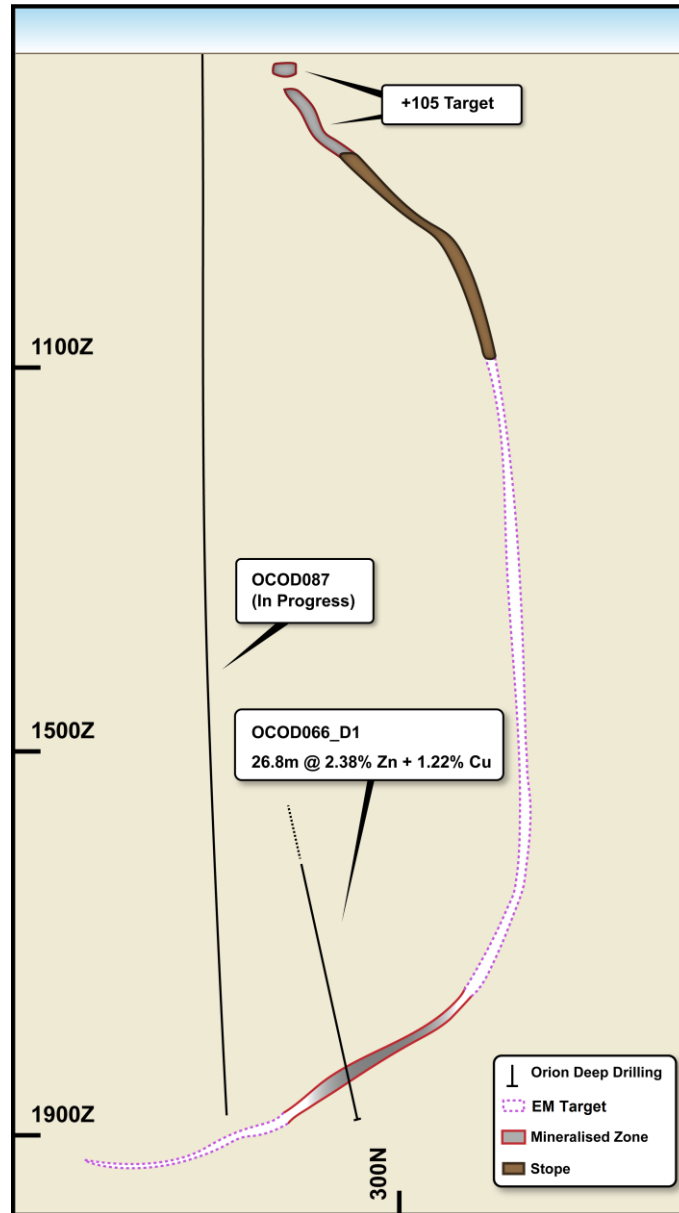 +105 Target
1100Z
OCOD087
(In Progress)
1500Z
OCOD066_D1
26.8m @ 2.38% Zn + 1.22% Cu
1900Z
300N
Orion Deep Drilling
EM Target
Mineralised Zone
Stope